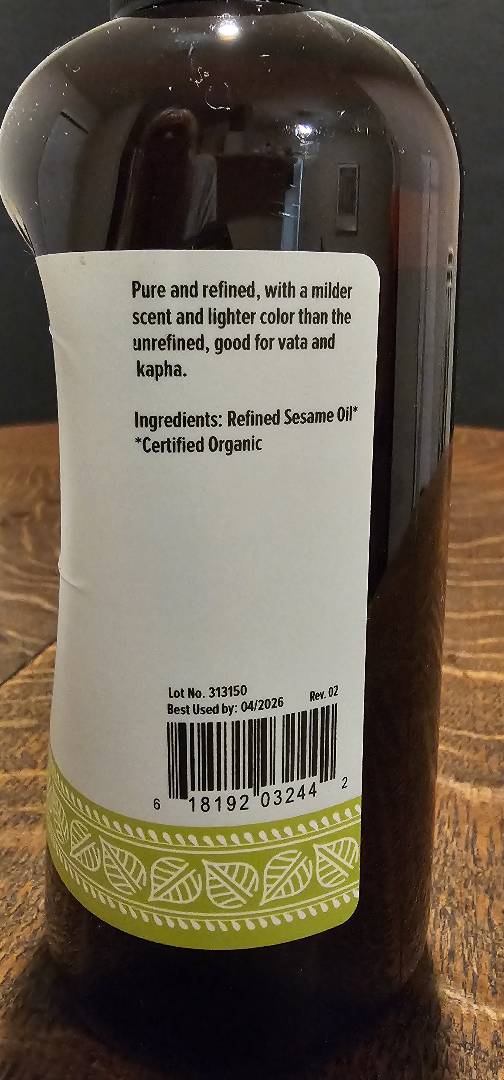 Pure and refined, with a milder
scent and lighter color than the
unrefined, good for vata and
kapha.
Ingredients: Refined Sesame Oil*
*Certified Organic
Lot No. 313150
Best Used by: 04/2026 Rev. 02
6 18192 03244 2